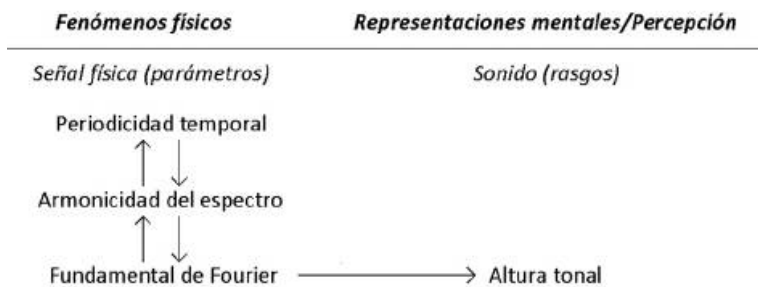 Fenómenos físicos Representaciones mentales/Percepción
Señal física (parámetros) Sonido (rasgos)
Periodicidad temporal
Armonicidad del espectro
Fundamental de Fourier Altura tonal